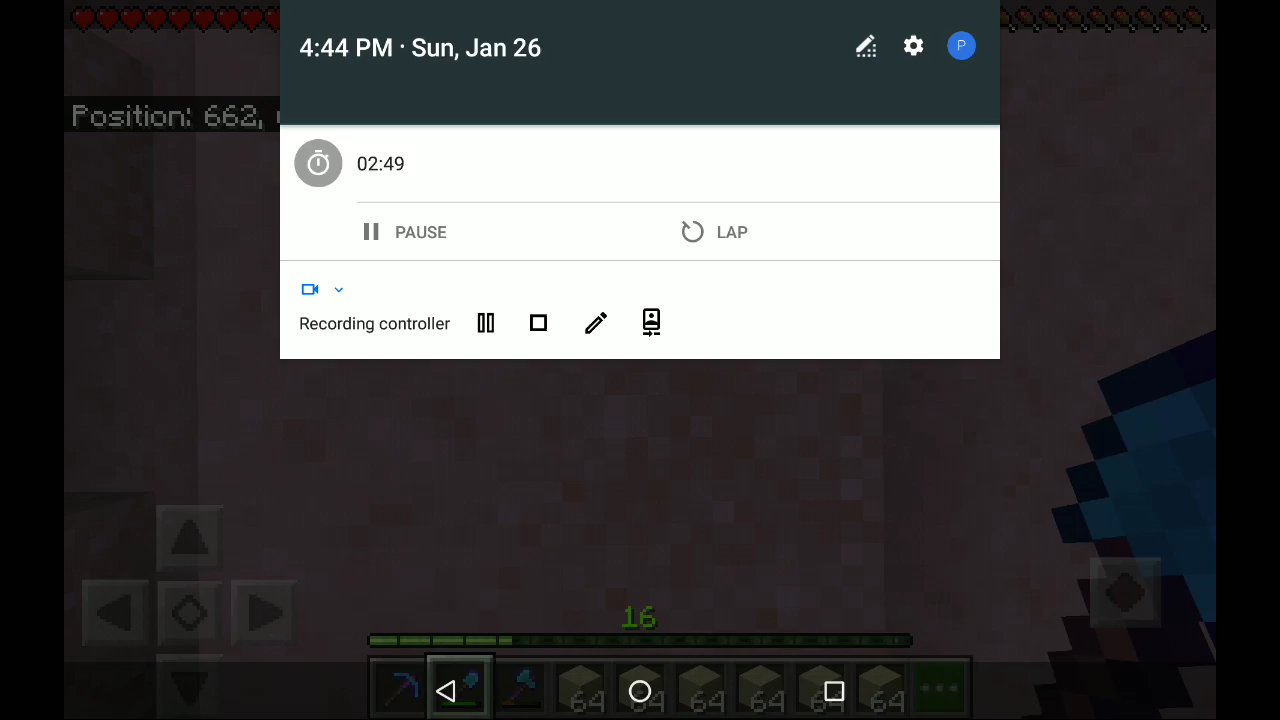 4:44 PM · Sun, Jan 26
P
Position: 662,
02:49
PAUSE
LAP
Recording controller
16
64
64
64
64
64
64